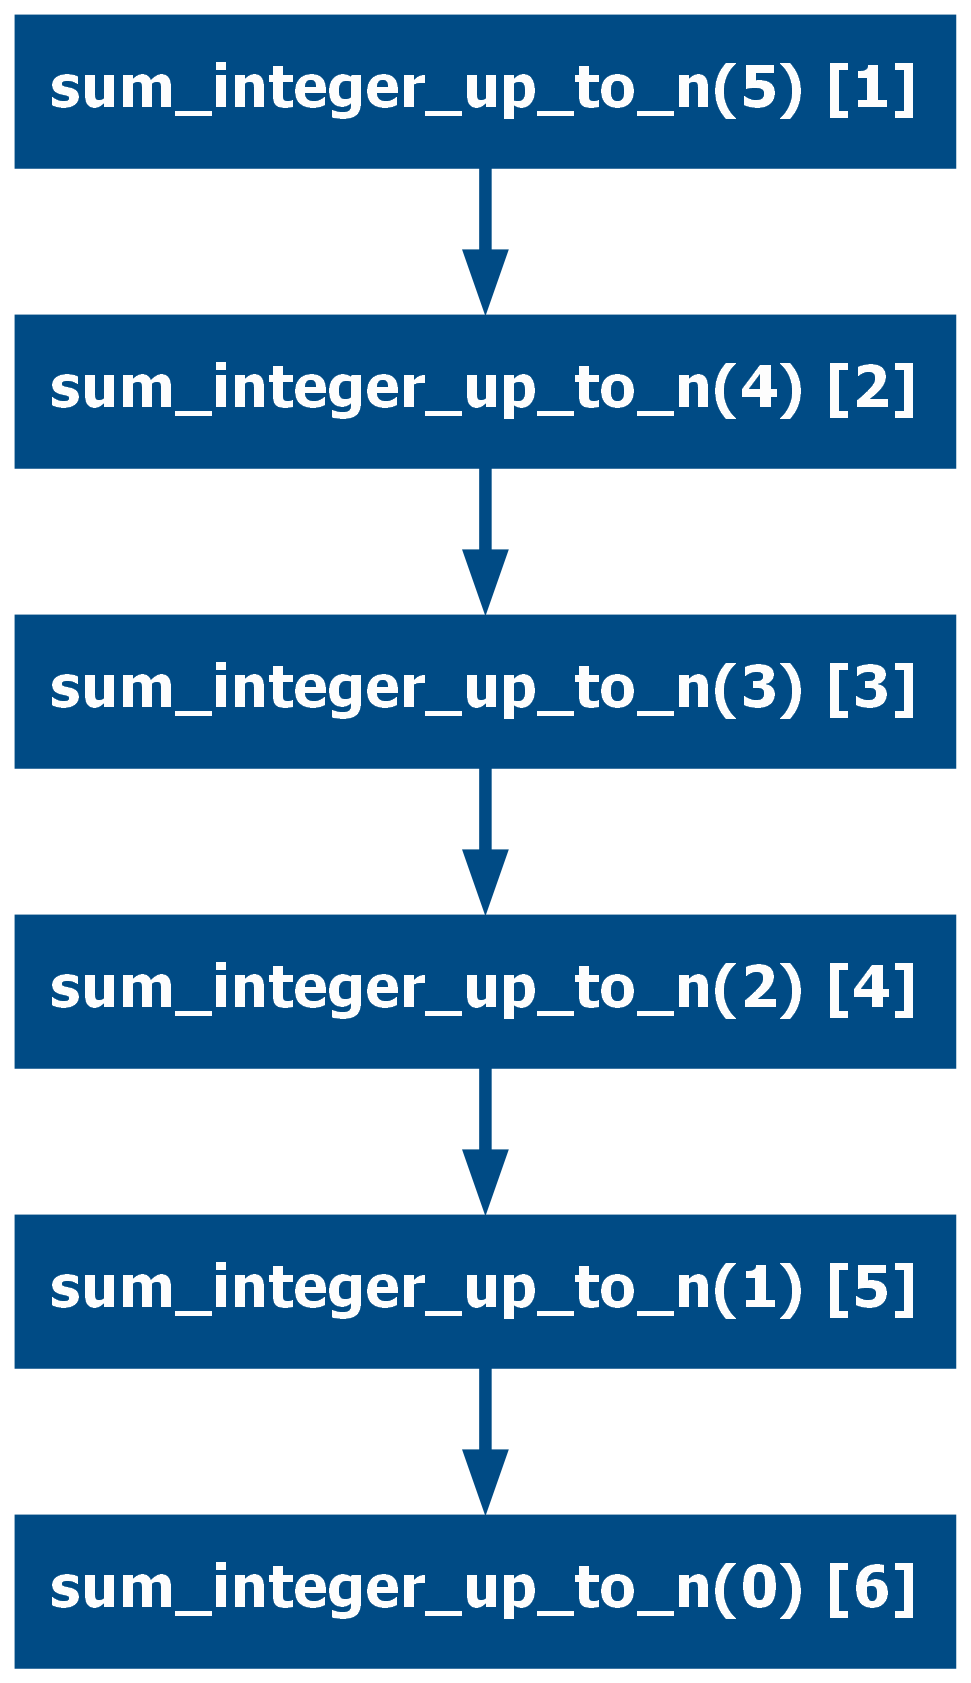 sum_integer_up_to_n(5) [1]
sum_integer_up_to_n(4) [2]
sum_integer_up_to_n(3) [3]
sum_integer_up_to_n(2) [4]
sum_integer_up_to_n(1) [5]
sum_integer_up_to_n(0) [6]